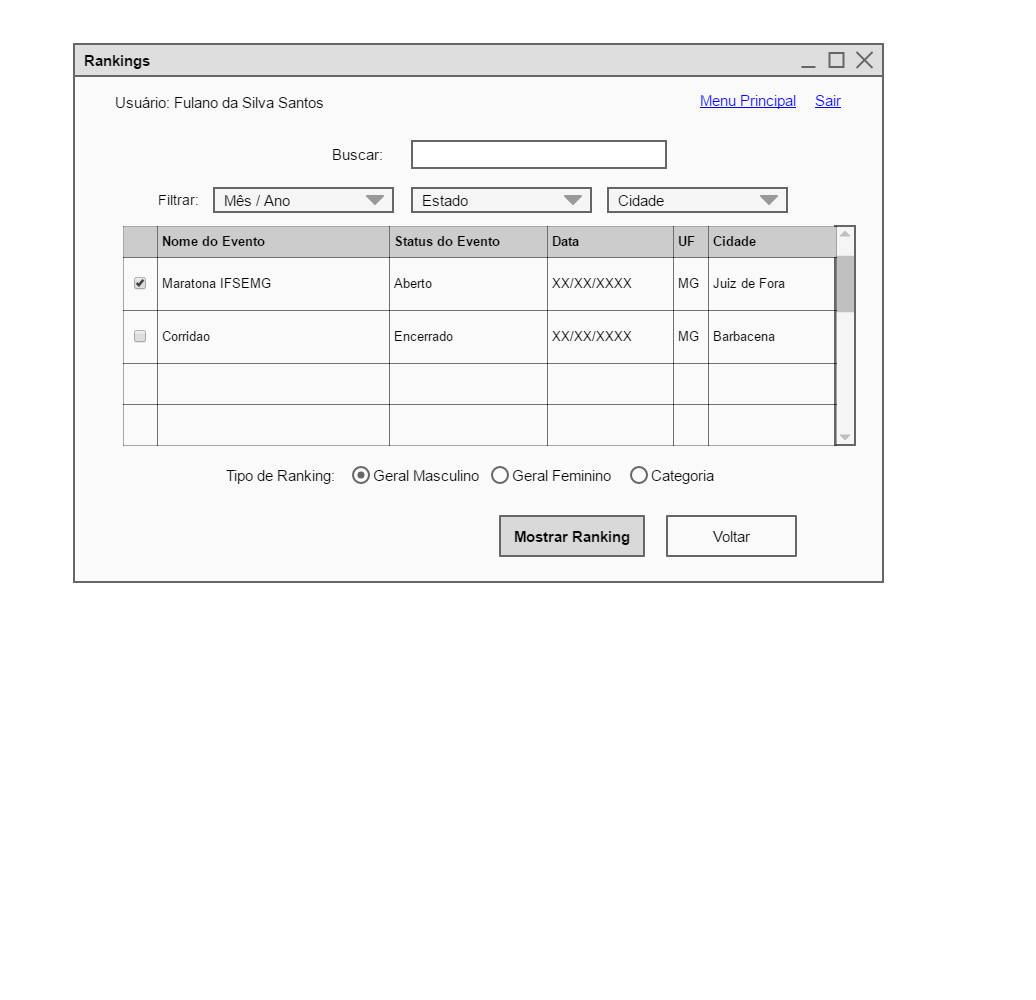 Rankings
Usuário: Fulano da Silva Santos
Menu Principal Sair
Buscar:
Filtrar: Mês / Ano Estado Cidade
Nome do Evento Status do Evento Data UF Cidade
Maratona IFSEMG Aberto XX/XX/XXXX MG Juiz de Fora
Corridao Encerrado XX/XX/XXXX MG Barbacena
Tipo de Ranking: Geral Masculino Geral Feminino Categoria
Mostrar Ranking Voltar